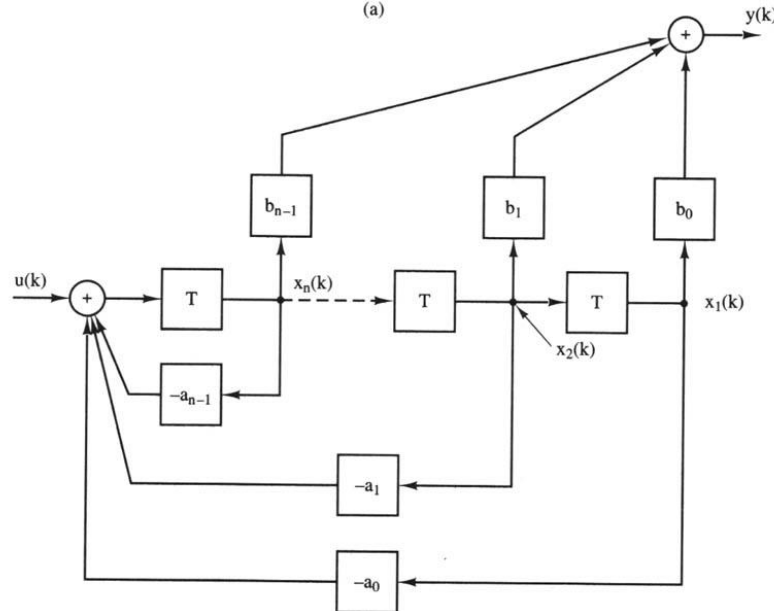 (a)
y(k)
+
b_{n-1}
b_1
b_0
u(k)
+
T
x_n(k)
T
T
x_1(k)
x_2(k)
-a_{n-1}
-a_1
-a_0